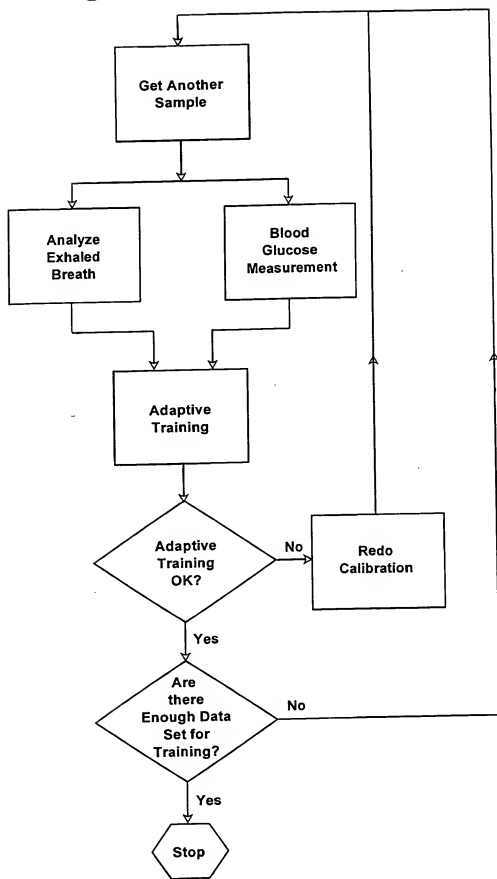 Get Another
Sample
Analyze
Exhaled
Breath
Blood
Glucose
Measurement
Adaptive
Training
Adaptive
Training
OK?
No
Redo
Calibration
Yes
Are
there
Enough Data
Set for
Training?
No
Yes
Stop